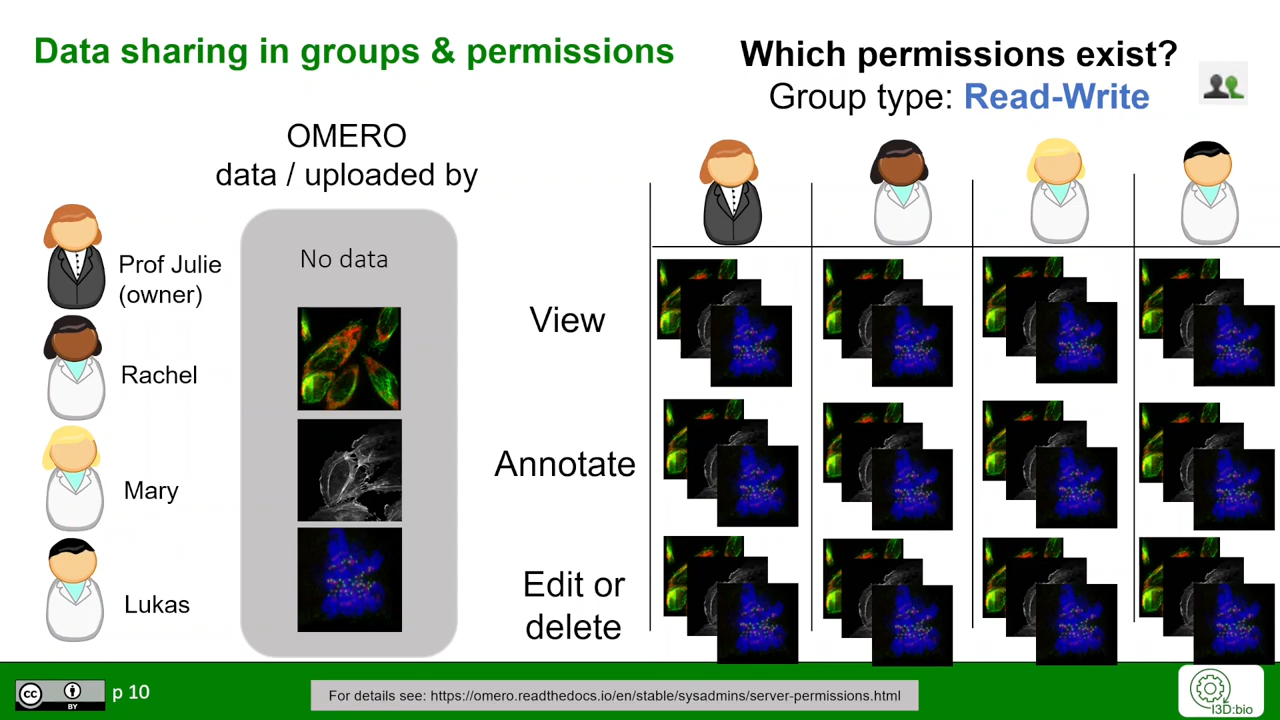 Data sharing in groups & permissions
Which permissions exist?
Group type: Read-Write
OMERO
data / uploaded by
Prof Julie
(owner)
No data
Rachel
Mary
Lukas
View
Annotate
Edit or
delete
CC
BY
p 10
For details see: https://omero.readthedocs.io/en/stable/sysadmins/server-permissions.html
I3D:bio